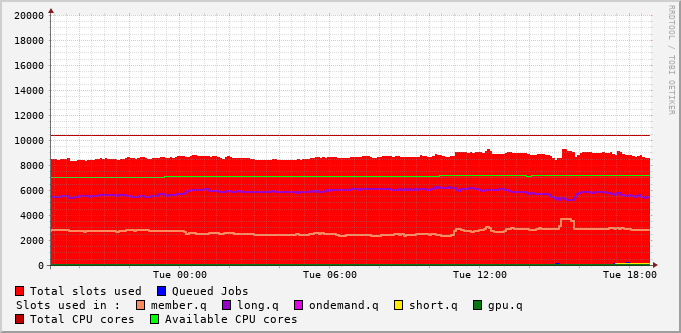 20000
18000
16000
14000
12000
10000
8000
6000
4000
2000
0
Tue 00:00 Tue 06:00 Tue 12:00 Tue 18:00
Total slots used Queued Jobs
Slots used in : member.q long.q ondemand.q short.q gpu.q
Total CPU cores Available CPU cores
RRDTOOL / TOBI OETIKER